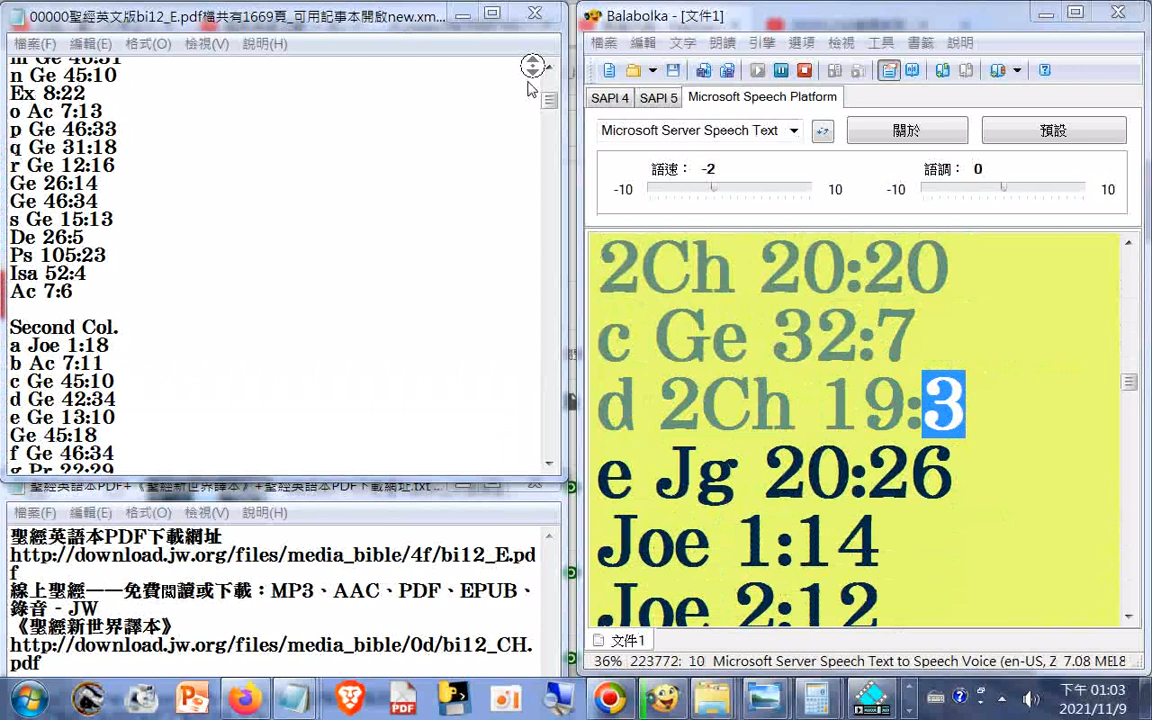 00000聖經英文版bi12_E.pdf檔共有1669頁_可用記事本開啟new.xm...
檔案(F) 編輯(E) 格式(O) 檢視(V) 說明(H)
m Ge 46:31
n Ge 45:10
Ex 8:22
o Ac 7:13
p Ge 46:33
q Ge 31:18
r Ge 12:16
Ge 26:14
Ge 46:34
s Ge 15:13
De 26:5
Ps 105:23
Isa 52:4
Ac 7:6
Second Col.
a Joe 1:18
b Ac 7:11
c Ge 45:10
d Ge 42:34
e Ge 13:10
Ge 45:18
f Ge 46:34
g Pr 22:29
聖經英語本PDF+《聖經新世界譯本》+聖經英語本PDF下載網址.txt ...
檔案(F) 編輯(E) 格式(O) 檢視(V) 說明(H)
聖經英語本PDF下載網址
http://download.jw.org/files/media_bible/4f/bi12_E.pd
f
線上聖經——免費閱讀或下載：MP3、AAC、PDF、EPUB、
錄音 - JW
《聖經新世界譯本》
http://download.jw.org/files/media_bible/0d/bi12_CH.
pdf
Balabolka - [文件1]
檔案 編輯 文字 朗讀 引擎 選項 檢視 工具 書籤 說明
SAPI 4 SAPI 5 Microsoft Speech Platform
Microsoft Server Speech Text 關於 預設
語速： -2 語調： 0
-10 10 -10 10
2Ch 20:20
c Ge 32:7
d 2Ch 19:3
e Jg 20:26
Joe 1:14
Joe 2:12
文件1
36% 223772: 10 Microsoft Server Speech Text to Speech Voice (en-US, Z 7.08 MEL8
PDF
下午 01:03
2021/11/9